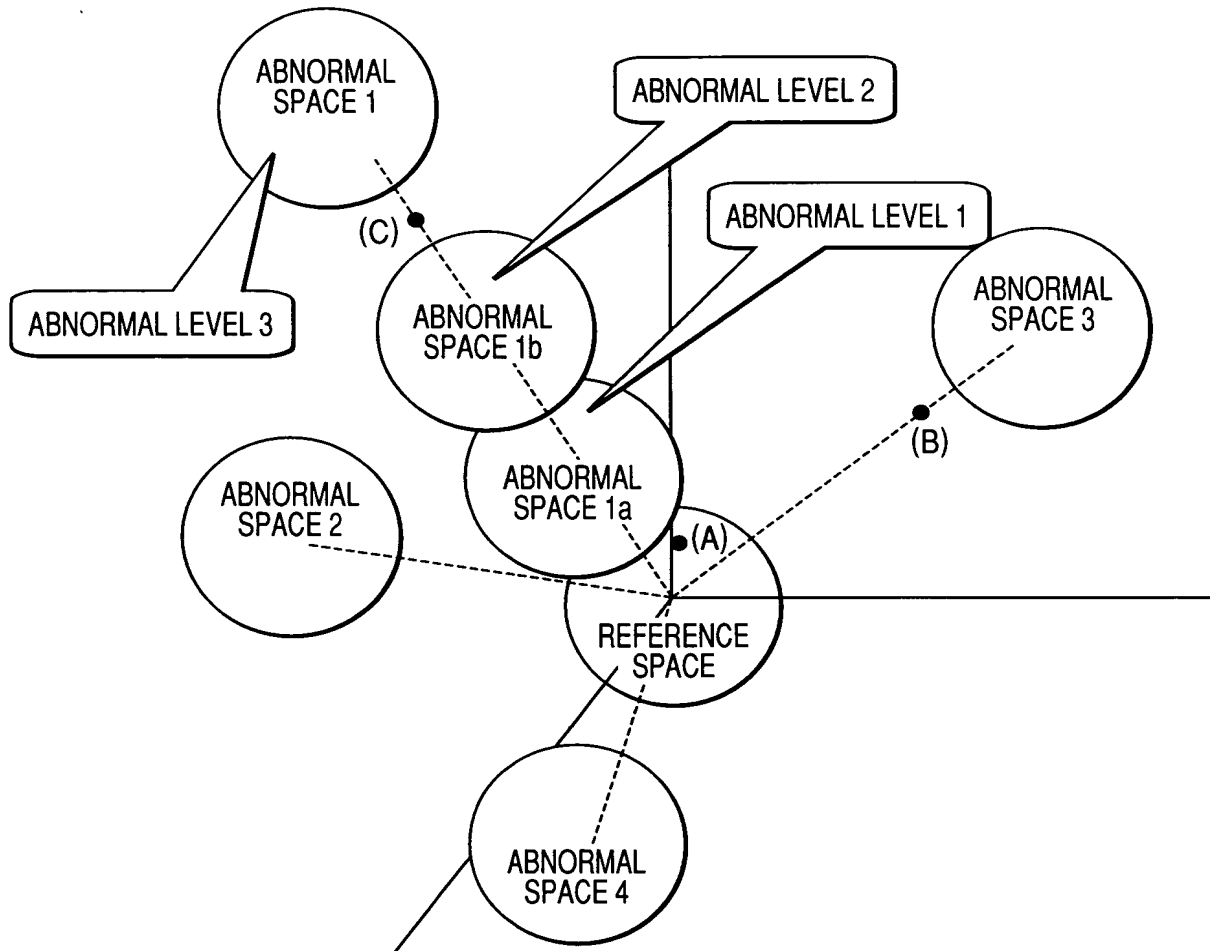 ABNORMAL
SPACE 1
ABNORMAL LEVEL 2
ABNORMAL LEVEL 1
(C)
ABNORMAL LEVEL 3
ABNORMAL
SPACE 1b
ABNORMAL
SPACE 3
(B)
ABNORMAL
SPACE 1a
ABNORMAL
SPACE 2
(A)
REFERENCE
SPACE
ABNORMAL
SPACE 4